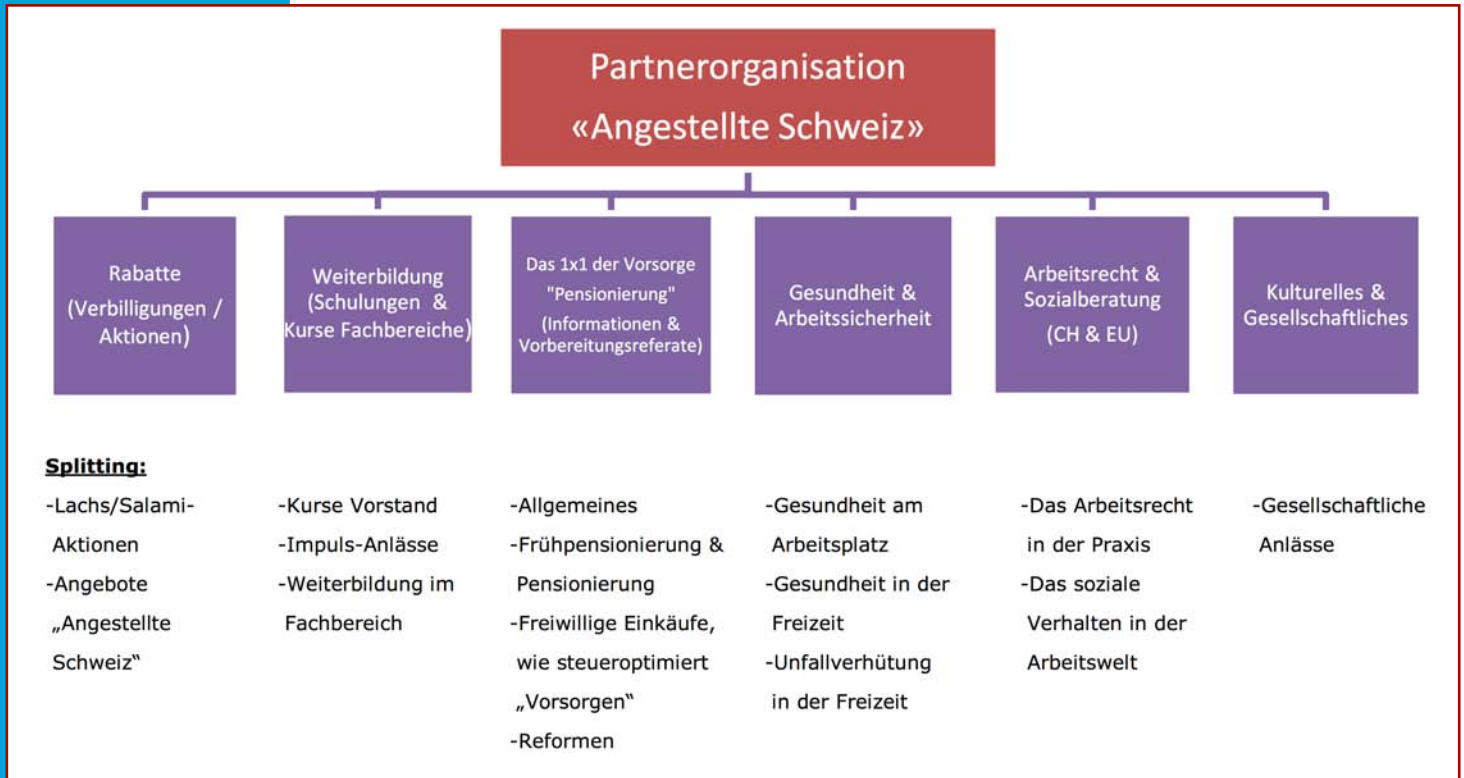 Partnerorganisation
«Angestellte Schweiz»
Rabatte
(Verbilligungen /
Aktionen)
Weiterbildung
(Schulungen &
Kurse Fachbereiche)
Das 1x1 der Vorsorge
"Pensionierung"
(Informationen &
Vorbereitungsreferate)
Gesundheit &
Arbeitssicherheit
Arbeitsrecht &
Sozialberatung
(CH & EU)
Kulturelles &
Gesellschaftliches
Splitting:
-Lachs/Salami-
Aktionen
-Angebote
„Angestellte
Schweiz“
-Kurse Vorstand
-Impuls-Anlässe
-Weiterbildung im
Fachbereich
-Allgemeines
-Frühpensionierung &
Pensionierung
-Freiwillige Einkäufe,
wie steueroptimiert
„Vorsorgen“
-Reformen
-Gesundheit am
Arbeitsplatz
-Gesundheit in der
Freizeit
-Unfallverhütung
in der Freizeit
-Das Arbeitsrecht
in der Praxis
-Das soziale
Verhalten in der
Arbeitswelt
-Gesellschaftliche
Anlässe